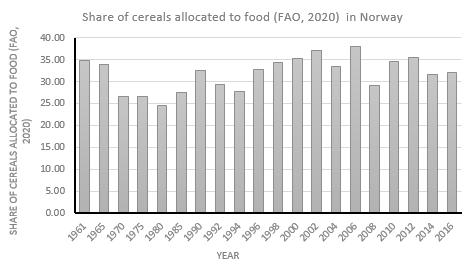 Share of cereals allocated to food (FAO, 2020)  in Norway
SHARE OF CEREALS ALLOCATED TO FOOD (FAO,
2020)
40.00
35.00
30.00
25.00
20.00
15.00
10.00
5.00
0.00
1961 1965 1970 1975 1980 1985 1990 1992 1994 1996 1998 2000 2002 2004 2006 2008 2010 2012 2014 2016
YEAR